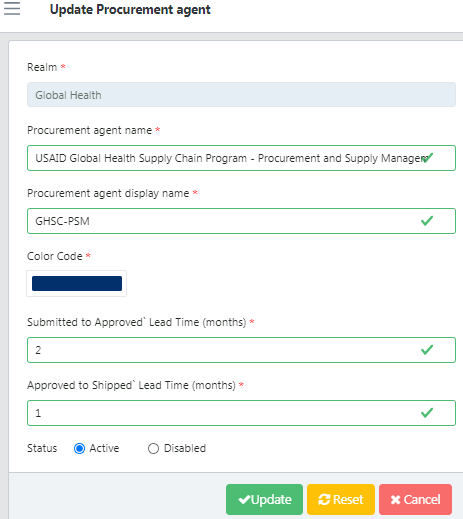 Update Procurement agent
Realm *
Global Health
Procurement agent name *
USAID Global Health Supply Chain Program - Procurement and Supply Managem
Procurement agent display name *
GHSC-PSM
Color Code *
Submitted to Approved` Lead Time (months) *
2
Approved to Shipped` Lead Time (months) *
1
Status Active Disabled
Update Reset Cancel